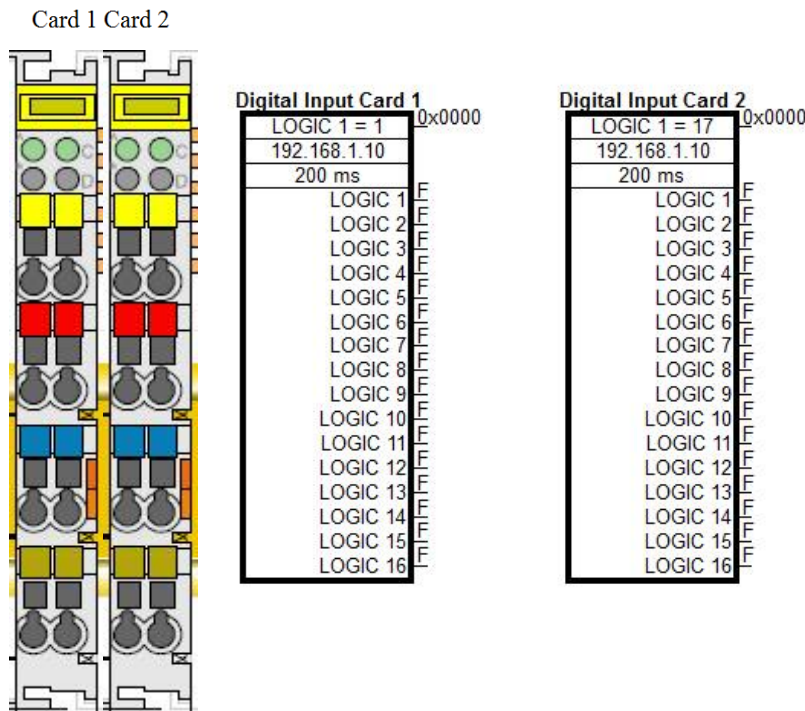 Card 1 Card 2
Digital Input Card 1
0x0000
LOGIC 1 = 1
192.168.1.10
200 ms
LOGIC 1 F
LOGIC 2 F
LOGIC 3 F
LOGIC 4 F
LOGIC 5 F
LOGIC 6 F
LOGIC 7 F
LOGIC 8 F
LOGIC 9 F
LOGIC 10 F
LOGIC 11 F
LOGIC 12 F
LOGIC 13 F
LOGIC 14 F
LOGIC 15 F
LOGIC 16 F
Digital Input Card 2
0x0000
LOGIC 1 = 17
192.168.1.10
200 ms
LOGIC 1 F
LOGIC 2 F
LOGIC 3 F
LOGIC 4 F
LOGIC 5 F
LOGIC 6 F
LOGIC 7 F
LOGIC 8 F
LOGIC 9 F
LOGIC 10 F
LOGIC 11 F
LOGIC 12 F
LOGIC 13 F
LOGIC 14 F
LOGIC 15 F
LOGIC 16 F
C
D
C
D